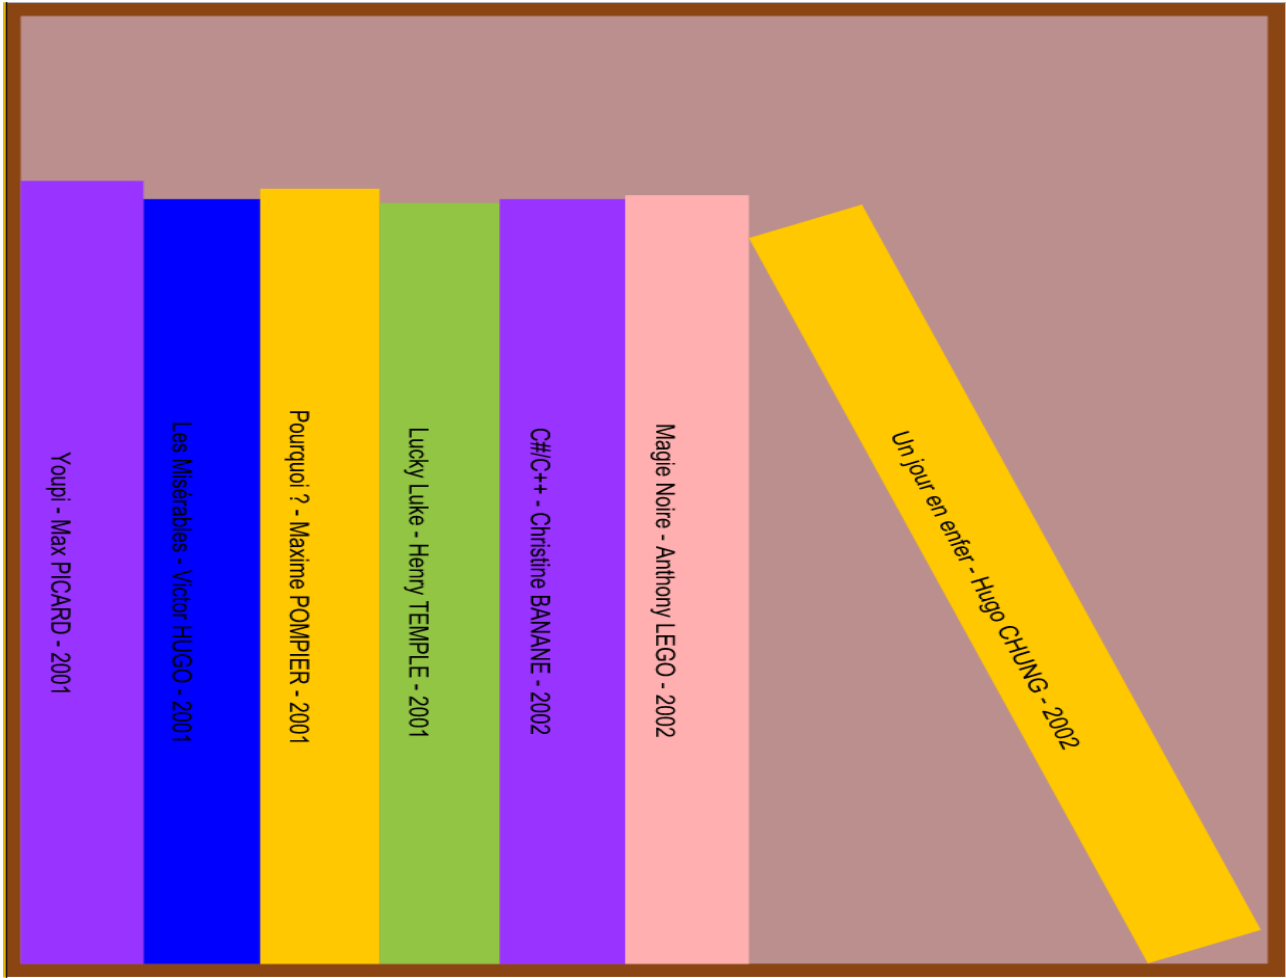 Youpi - Max PICARD - 2001
Les Misérables - Victor HUGO - 2001
Pourquoi ? - Maxime POMPIER - 2001
Lucky Luke - Henry TEMPLE - 2001
C#/C++ - Christine BANANE - 2002
Magie Noire - Anthony LEGO - 2002
Un jour en enfer - Hugo CHUNG - 2002